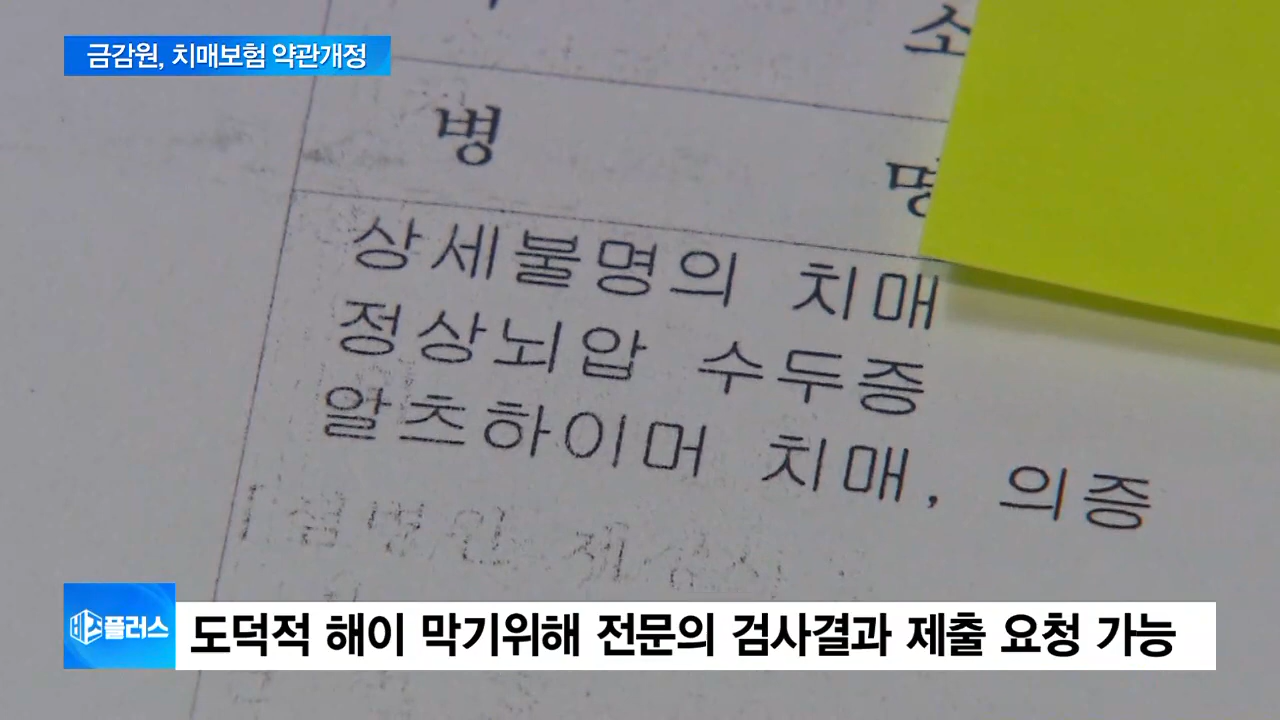 금감원, 치매보험 약관개정
소
병 명
상세불명의 치매
정상뇌압 수두증
알츠하이머 치매, 의증
비즈플러스
도덕적 해이 막기위해 전문의 검사결과 제출 요청 가능